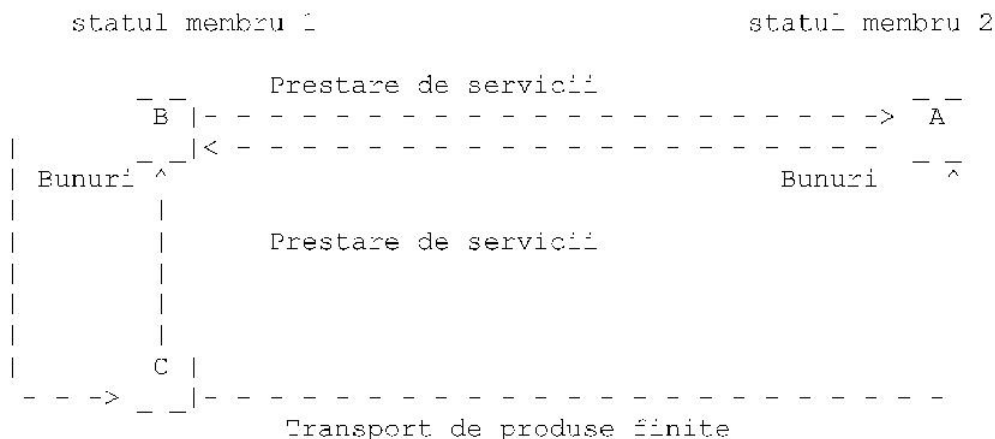 statul membru 1 statul membru 2
Prestare de servicii
B A
Bunuri Bunuri
Prestare de servicii
C
Transport de produse finite